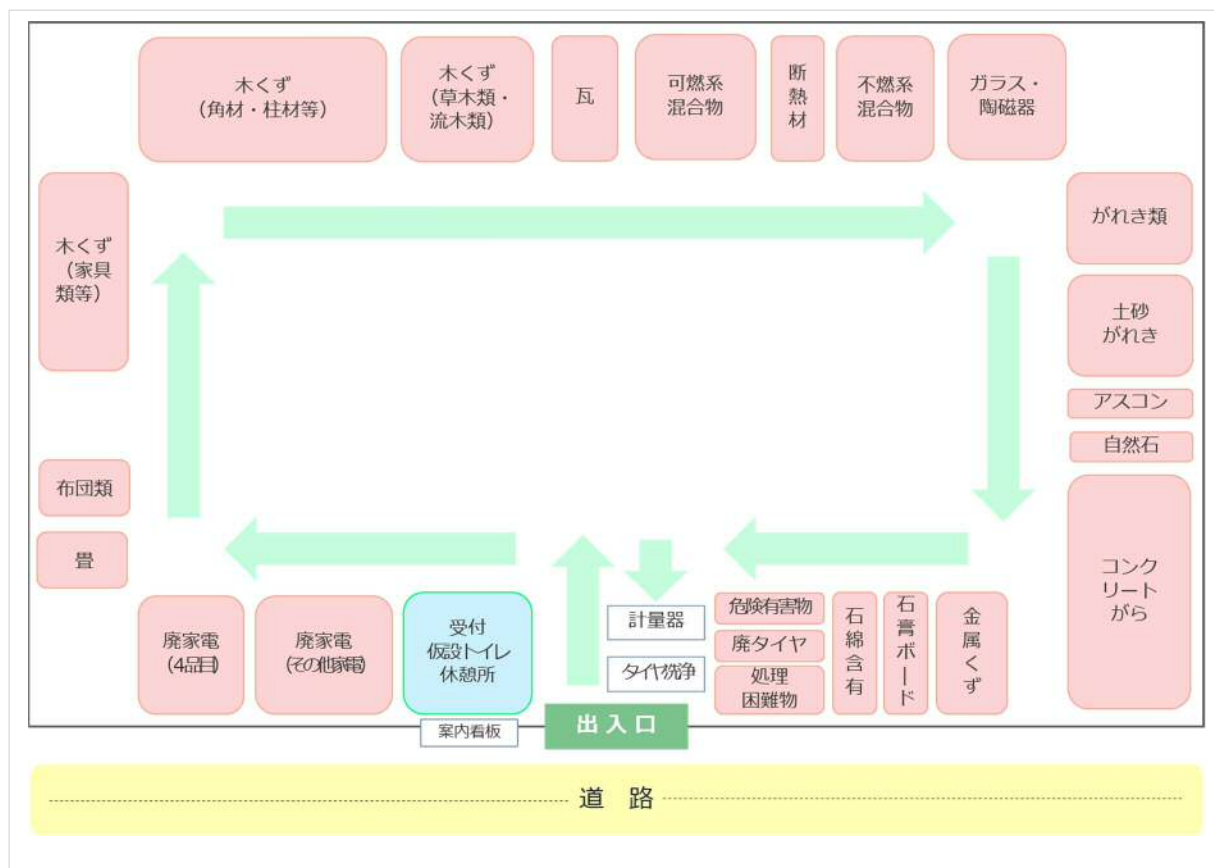 木くず
（角材・柱材等）
木くず
（草木類・
流木類）
瓦
可燃系
混合物
断熱材
不燃系
混合物
ガラス・
陶磁器
木くず
（家具
類等）
がれき類
土砂
がれき
アスコン
自然石
布団類
畳
コンク
リート
がら
廃家電
（4品目）
廃家電
（その他家電）
受付
仮設トイレ
休憩所
計量器
タイヤ洗浄
危険有害物
廃タイヤ
処理
困難物
石綿含有
石膏ボード
金属くず
案内看板
出入口
道 路